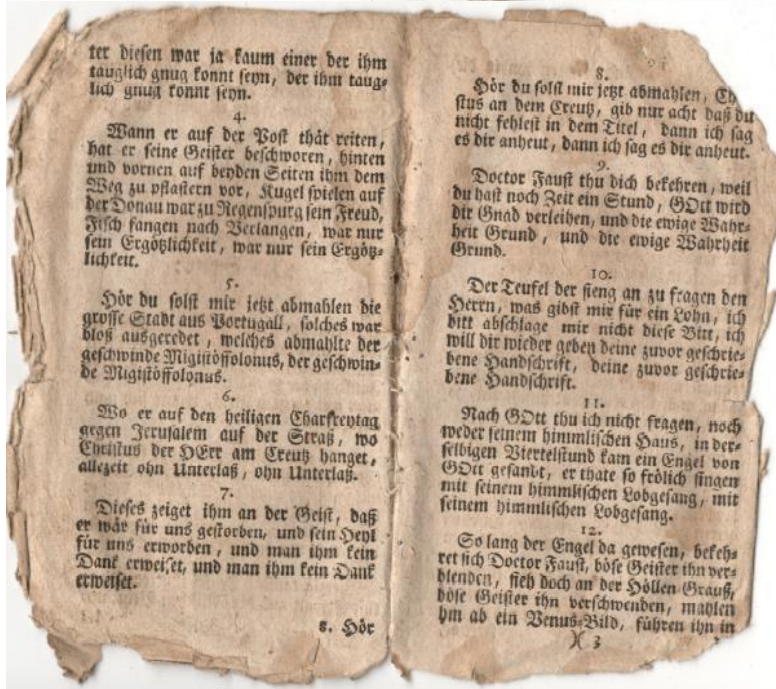 ter diesen war ja kaum einer der ihm
tauglich gnug konnt seyn, der ihm taug-
lich gnug konnt seyn.
4.
Wann er auf der Post thät reiten,
hat er seine Geister beschworen, hinten
und vornen auf beyden Seiten ihm dem
Weg zu pflastern vor, Kugel spielen auf
der Donau war zu Regenspurg sein Freud,
Fisch fangen nach Verlangen, war nur
sein Ergötzlichkeit, war nur sein Ergötz-
lichkeit.
5.
Hör du solst mir jetzt abmahlen die
grosse Stadt aus Portugall, solches war
bloß ausgeredet, welches abmahlte der
geschwinde Migistöffolonus, der geschwin-
de Migistöffolonus.
6.
Wo er auf den heiligen Charfreytag
gegen Jerusalem auf der Straß, wo
Christus der HErr am Creutz hanget,
allezeit ohn Unterlaß, ohn Unterlaß.
7.
Dieses zeiget ihm an der Geist, daß
er wär für uns gestorben, und sein Heyl
für uns erworben, und man ihm kein
Dank erweiset, und man ihm kein Dank
erweiset.
8. Hör
8.
Hör du solst mir jetzt abmahlen, Ch
stus an dem Creutz, gib nur acht daß du
nicht fehlest in dem Titel, dann ich sag
es dir anheut, dann ich sag es dir anheut.
9.
Doctor Faust thu dich bekehren, weil
du hast noch Zeit ein Stund, GOtt wird
dir Gnad verleihen, und die ewige Wahr-
heit Grund, und die ewige Wahrheit
Grund.
10.
Der Teufel der fieng an zu fragen den
Herrn, was gibst mir für ein Lohn, ich
bitt abschlage mir nicht diese Bitt, ich
will dir wieder geben deine zuvor geschrie-
bene Handschrift, deine zuvor geschrie-
bene Handschrift.
11.
Nach GOtt thu ich nicht fragen, noch
weder seinem himmlischen Haus, in der-
selbigen Viertelstund kam ein Engel von
GOtt gesandt, er thate so frölich singen
mit seinem himmlischen Lobgesang, mit
seinem himmlischen Lobgesang.
12.
So lang der Engel da gewesen, bekeh-
ret sich Doctor Faust, böse Geister ihn ver-
blenden, sieh doch an der Höllen Grauß,
böse Geister ihn verschwenden, mahlen
hm ab ein Venus-Bild, führen ihn in
)( 3